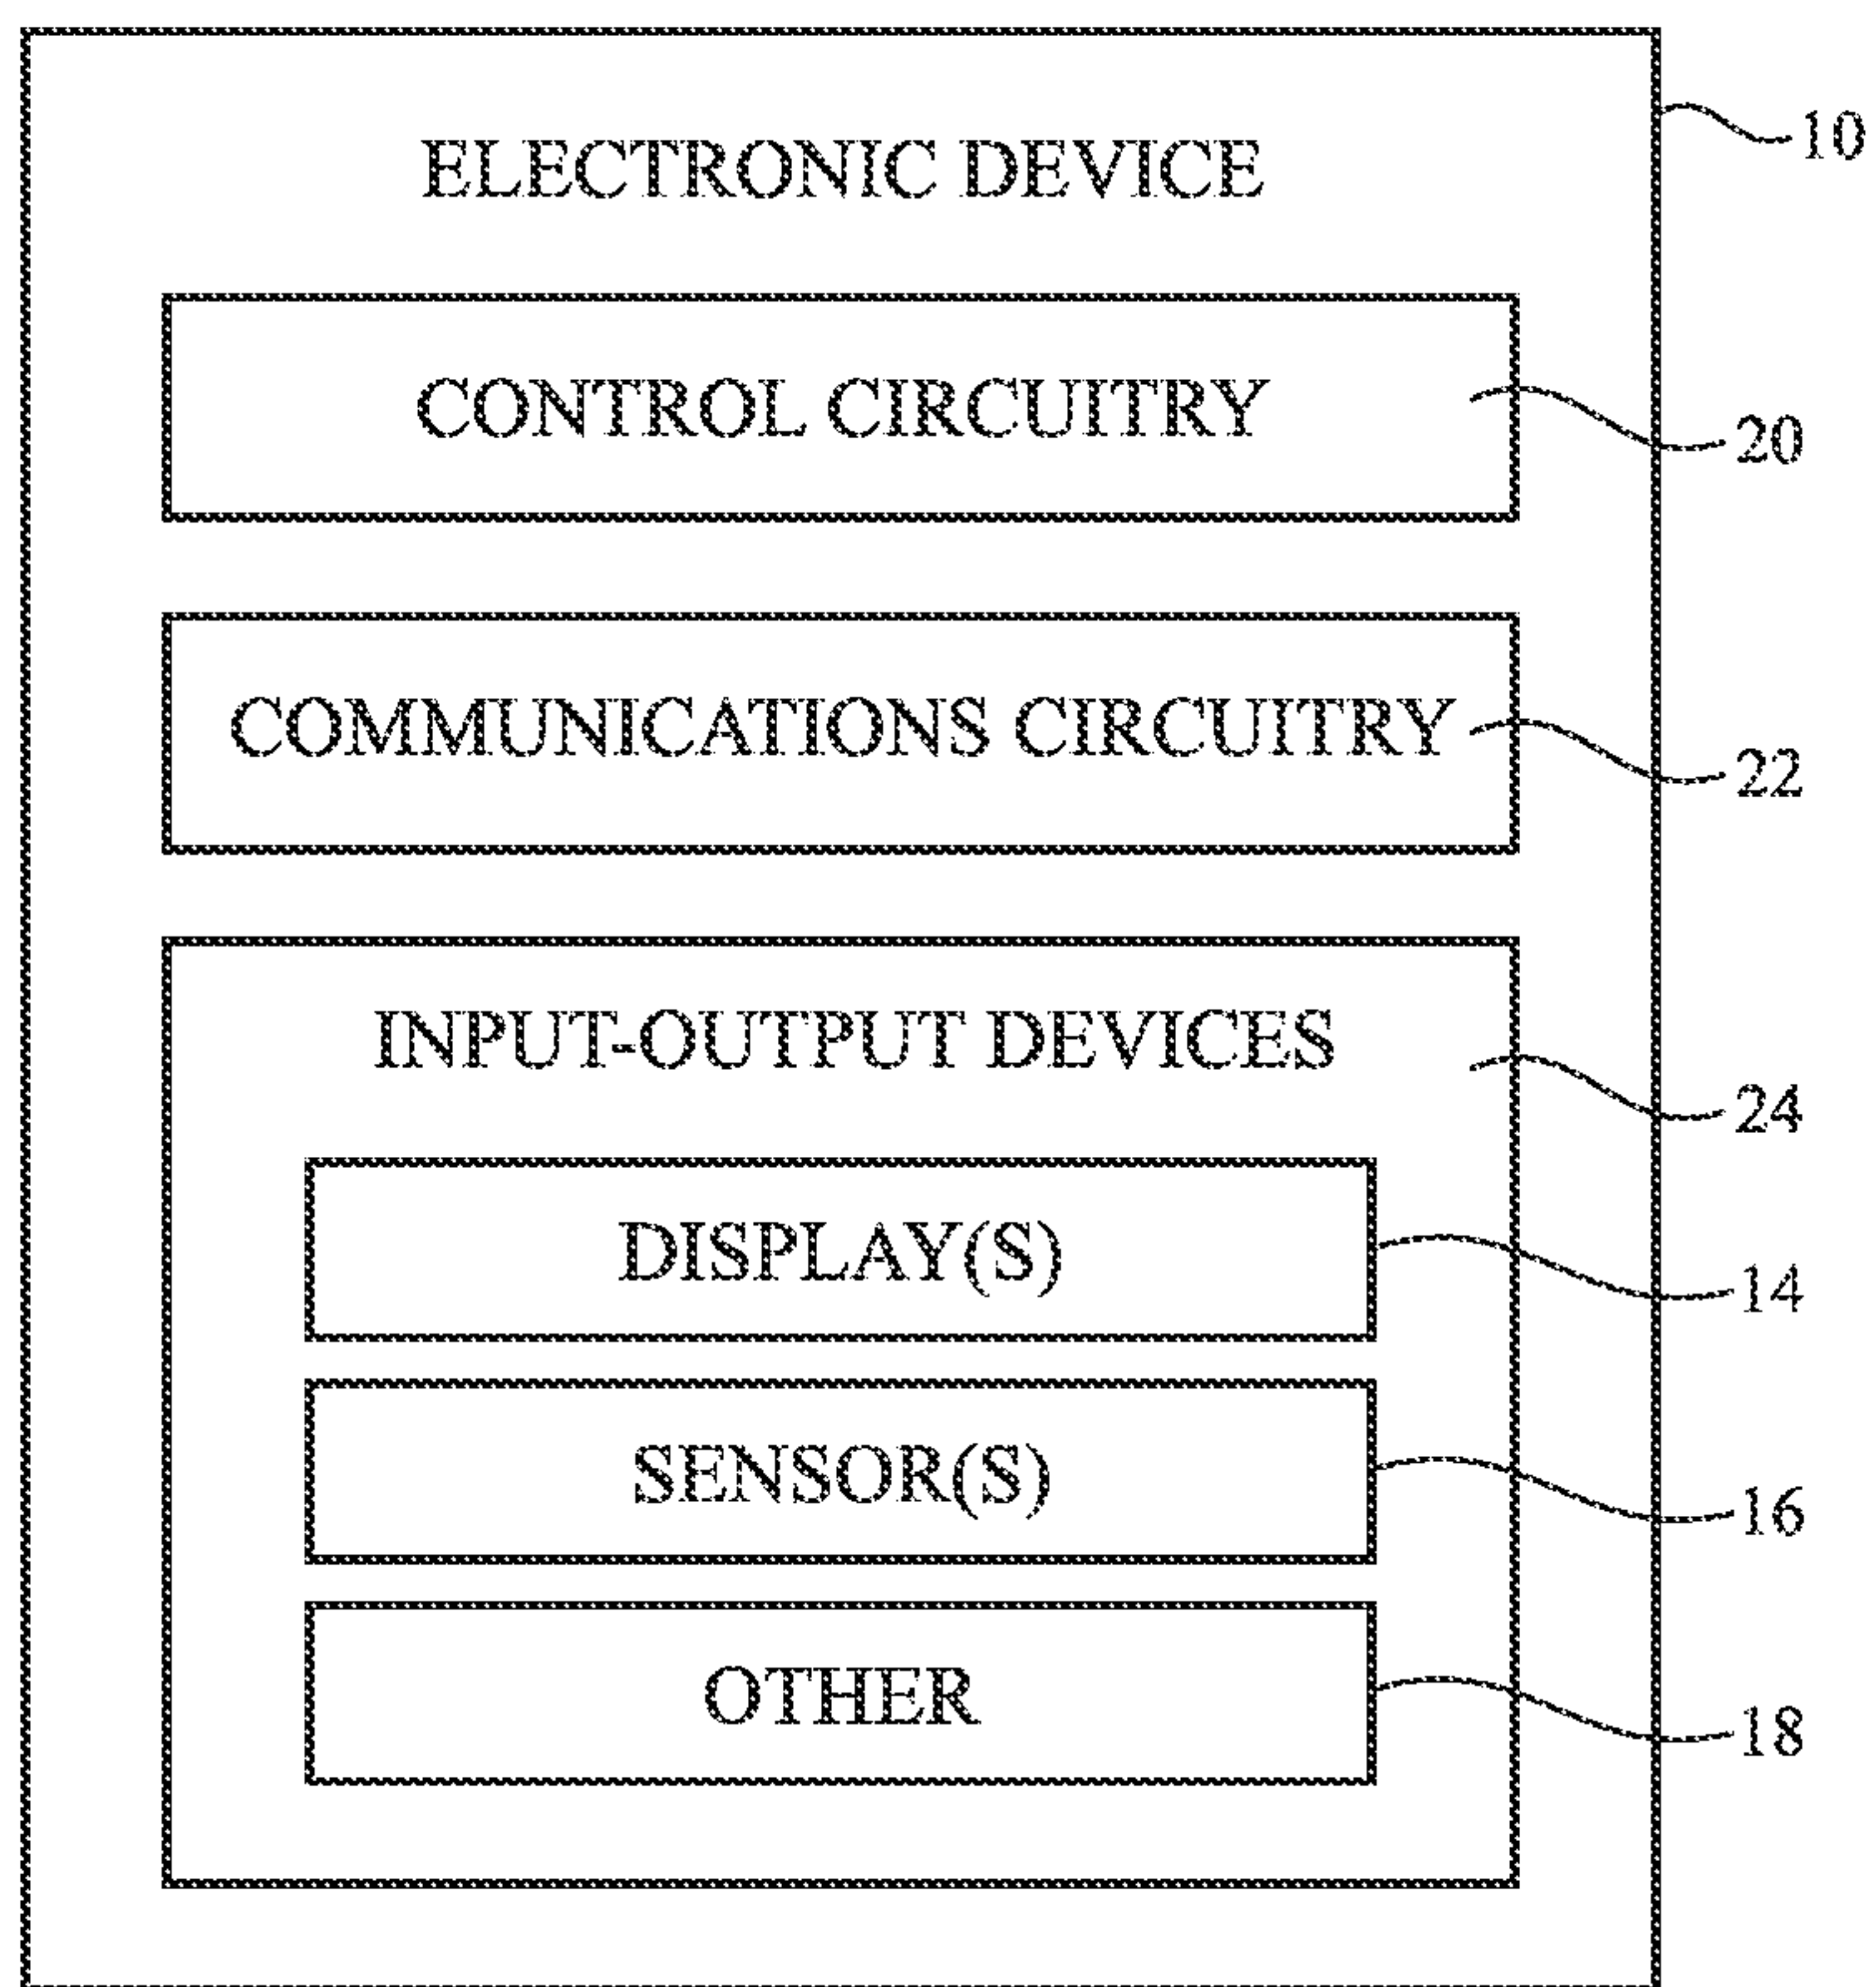 ELECTRONIC DEVICE
10
CONTROL CIRCUITRY
20
COMMUNICATIONS CIRCUITRY
22
INPUT-OUTPUT DEVICES
24
DISPLAY(S)
14
SENSOR(S)
16
OTHER
18